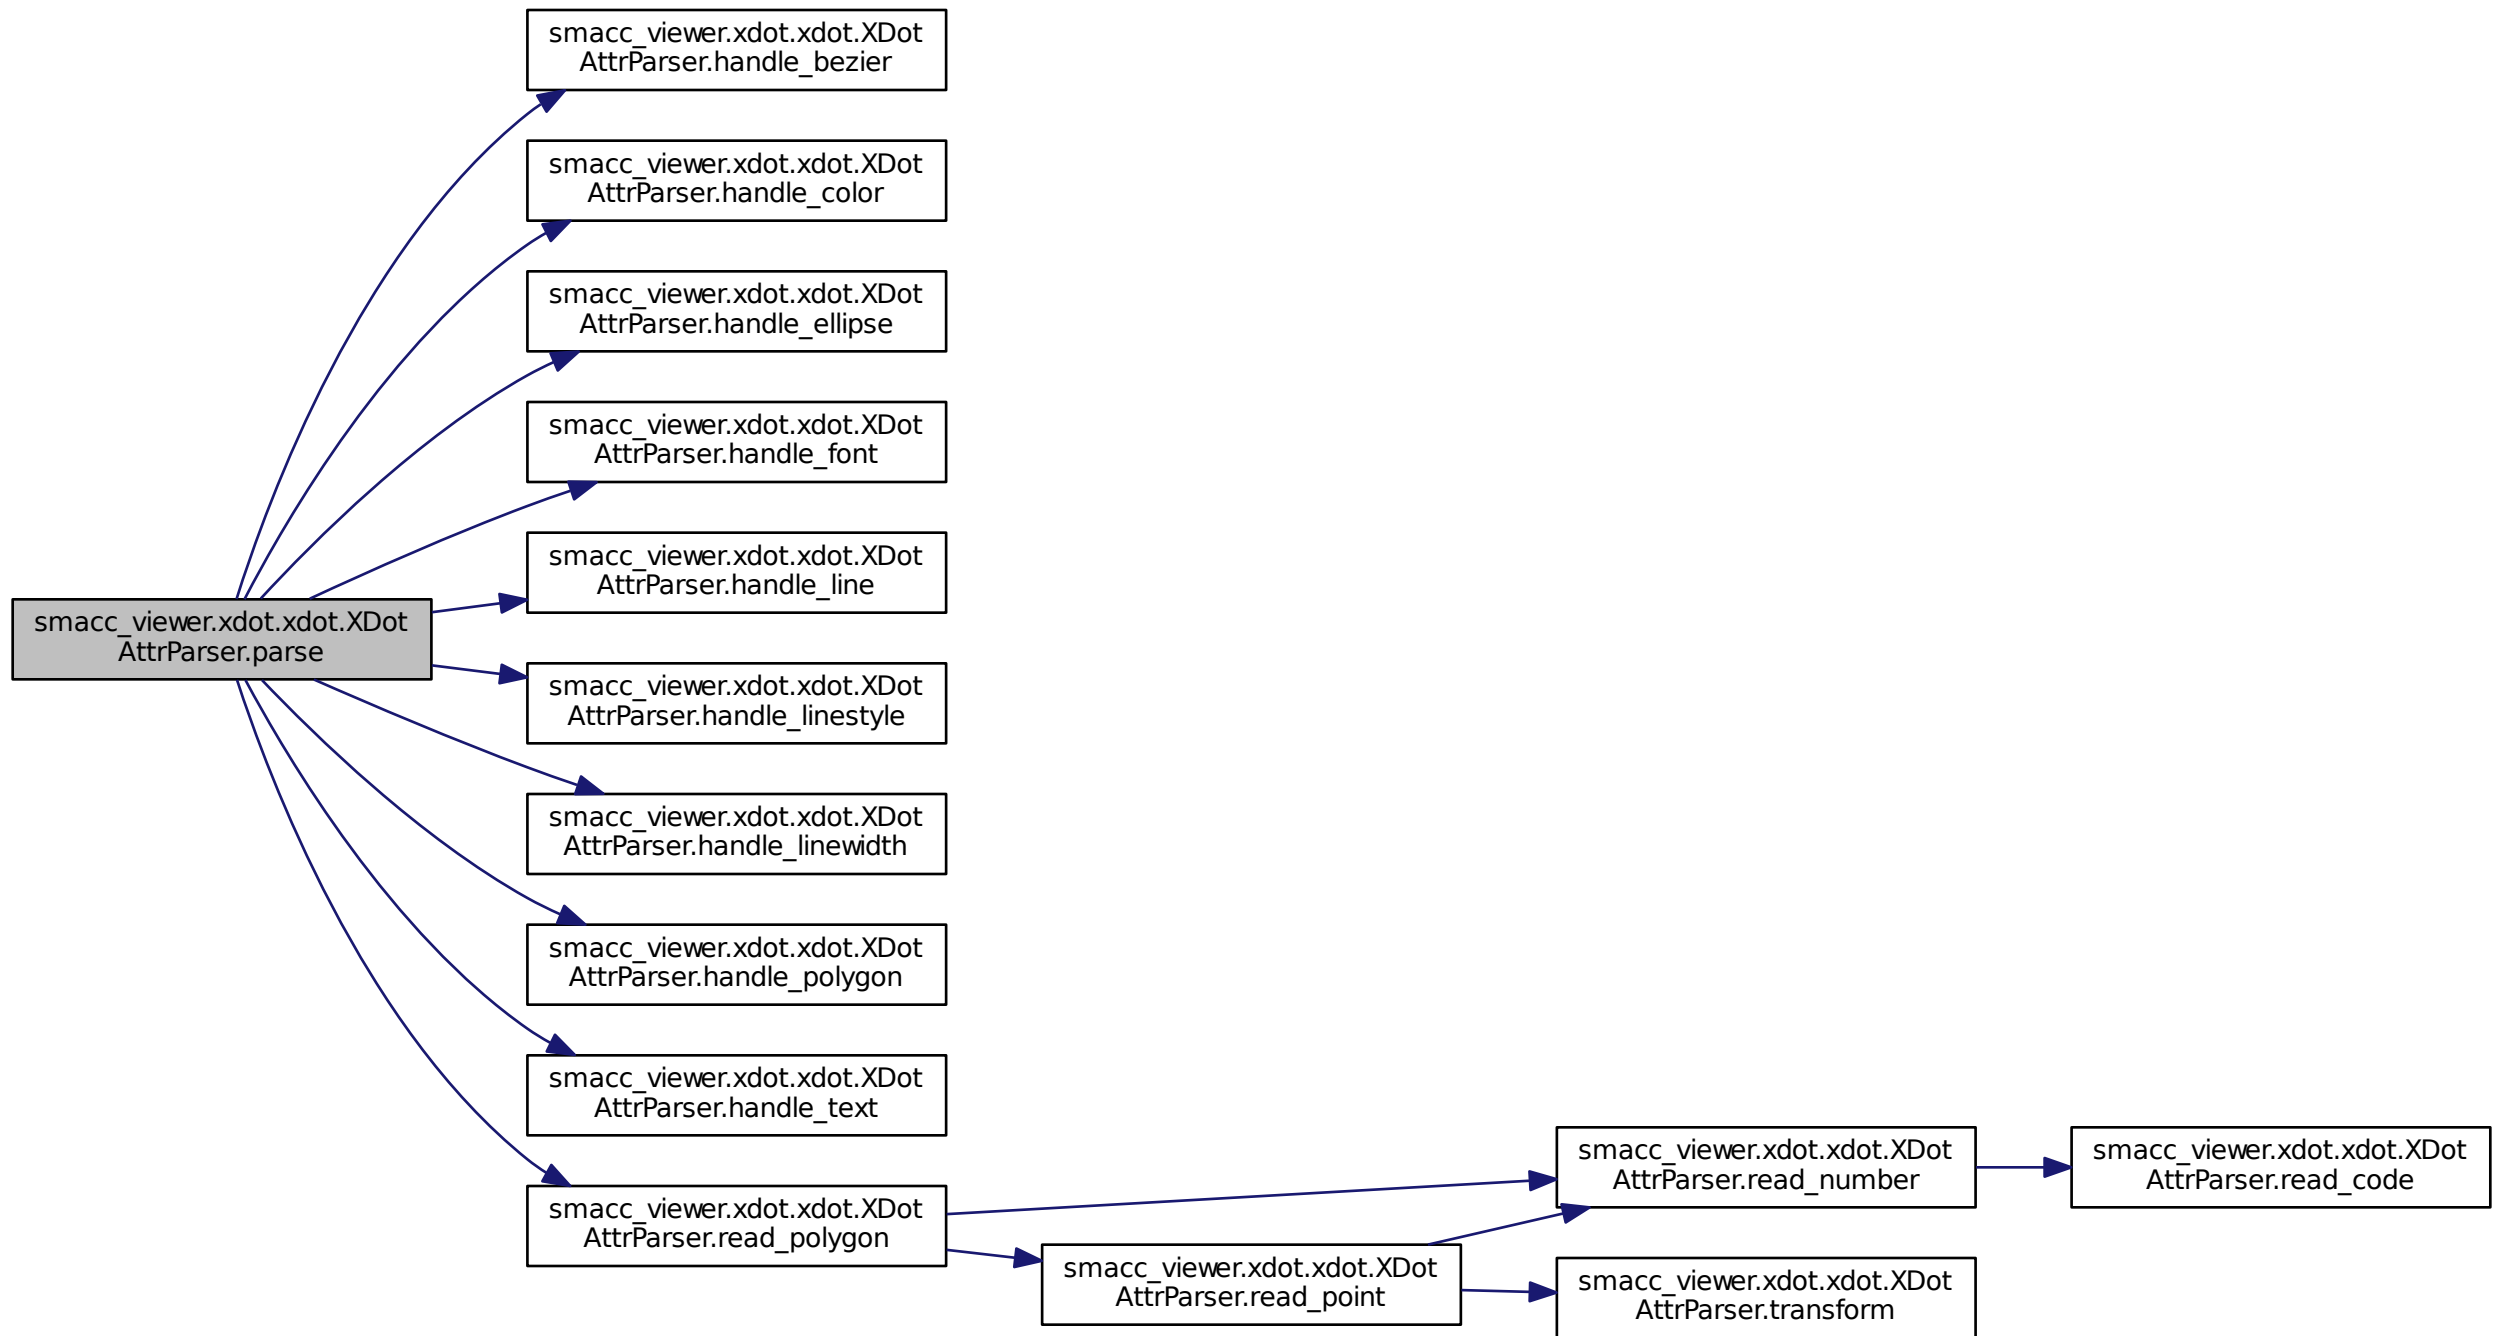 smacc_viewer.xdot.xdot.XDot
AttrParser.handle_bezier
smacc_viewer.xdot.xdot.XDot
AttrParser.handle_color
smacc_viewer.xdot.xdot.XDot
AttrParser.handle_ellipse
smacc_viewer.xdot.xdot.XDot
AttrParser.handle_font
smacc_viewer.xdot.xdot.XDot
AttrParser.handle_line
smacc_viewer.xdot.xdot.XDot
AttrParser.parse
smacc_viewer.xdot.xdot.XDot
AttrParser.handle_linestyle
smacc_viewer.xdot.xdot.XDot
AttrParser.handle_linewidth
smacc_viewer.xdot.xdot.XDot
AttrParser.handle_polygon
smacc_viewer.xdot.xdot.XDot
AttrParser.handle_text
smacc_viewer.xdot.xdot.XDot
AttrParser.read_polygon
smacc_viewer.xdot.xdot.XDot
AttrParser.read_point
smacc_viewer.xdot.xdot.XDot
AttrParser.read_number
smacc_viewer.xdot.xdot.XDot
AttrParser.read_code
smacc_viewer.xdot.xdot.XDot
AttrParser.transform